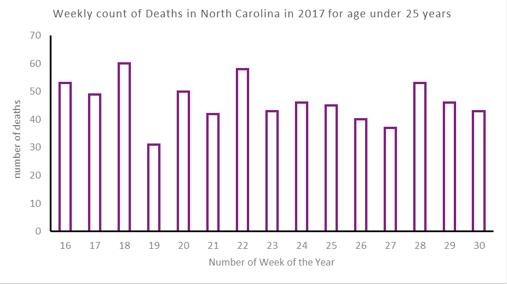 Weekly count of Deaths in North Carolina in 2017 for age under 25 years
70
60
50
40
30
20
10
0
number of deaths
16 17 18 19 20 21 22 23 24 25 26 27 28 29 30
Number of Week of the Year